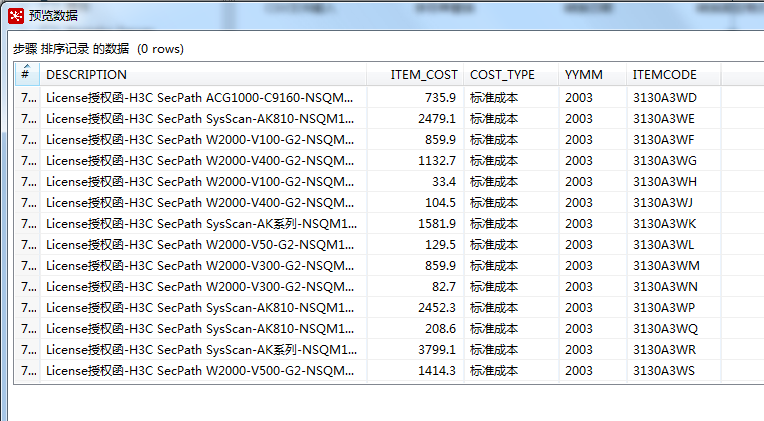 预览数据
步骤 排序记录 的数据 (0 rows)
# DESCRIPTION ITEM_COST COST_TYPE YYMM ITEMCODE
7... License授权函-H3C SecPath ACG1000-C9160-NSQM... 735.9 标准成本 2003 3130A3WD
7... License授权函-H3C SecPath SysScan-AK810-NSQM1... 2479.1 标准成本 2003 3130A3WE
7... License授权函-H3C SecPath W2000-V100-G2-NSQM... 859.9 标准成本 2003 3130A3WF
7... License授权函-H3C SecPath W2000-V400-G2-NSQM... 1132.7 标准成本 2003 3130A3WG
7... License授权函-H3C SecPath W2000-V100-G2-NSQM... 33.4 标准成本 2003 3130A3WH
7... License授权函-H3C SecPath W2000-V400-G2-NSQM... 104.5 标准成本 2003 3130A3WJ
7... License授权函-H3C SecPath SysScan-AK系列-NSQM1... 1581.9 标准成本 2003 3130A3WK
7... License授权函-H3C SecPath W2000-V50-G2-NSQM... 129.5 标准成本 2003 3130A3WL
7... License授权函-H3C SecPath W2000-V300-G2-NSQM... 859.9 标准成本 2003 3130A3WM
7... License授权函-H3C SecPath W2000-V300-G2-NSQM... 82.7 标准成本 2003 3130A3WN
7... License授权函-H3C SecPath SysScan-AK810-NSQM1... 2452.3 标准成本 2003 3130A3WP
7... License授权函-H3C SecPath SysScan-AK810-NSQM1... 208.6 标准成本 2003 3130A3WQ
7... License授权函-H3C SecPath SysScan-AK系列-NSQM1... 3799.1 标准成本 2003 3130A3WR
7... License授权函-H3C SecPath W2000-V500-G2-NSQM... 1414.3 标准成本 2003 3130A3WS